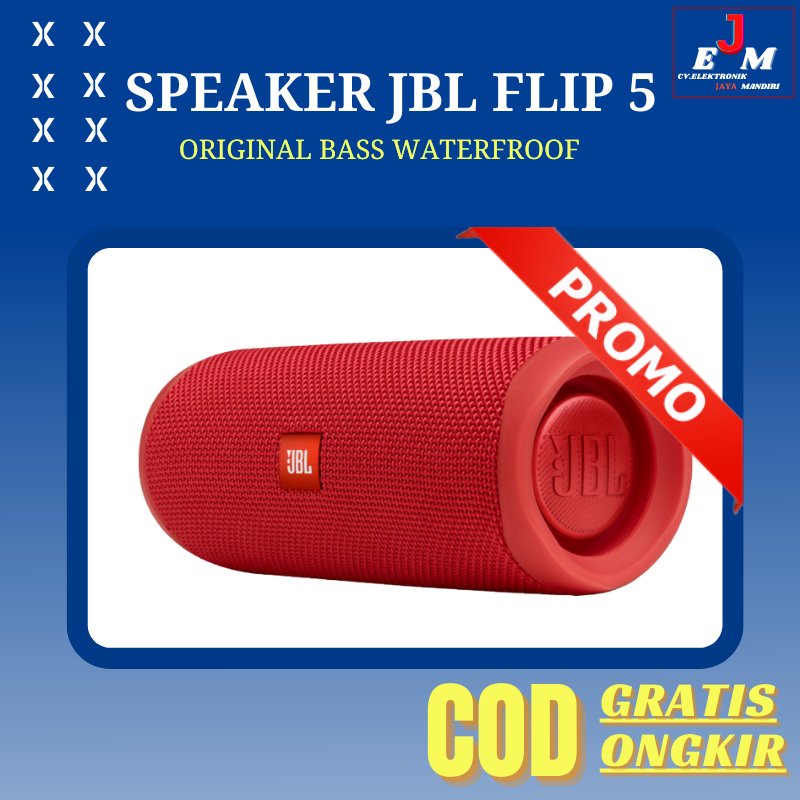 EJM
CV.ELEKTRONIK
JAYA MANDIRI
SPEAKER JBL FLIP 5
ORIGINAL BASS WATERFROOF
PROMO
JBL
JBL
COD
GRATIS
ONGKIR